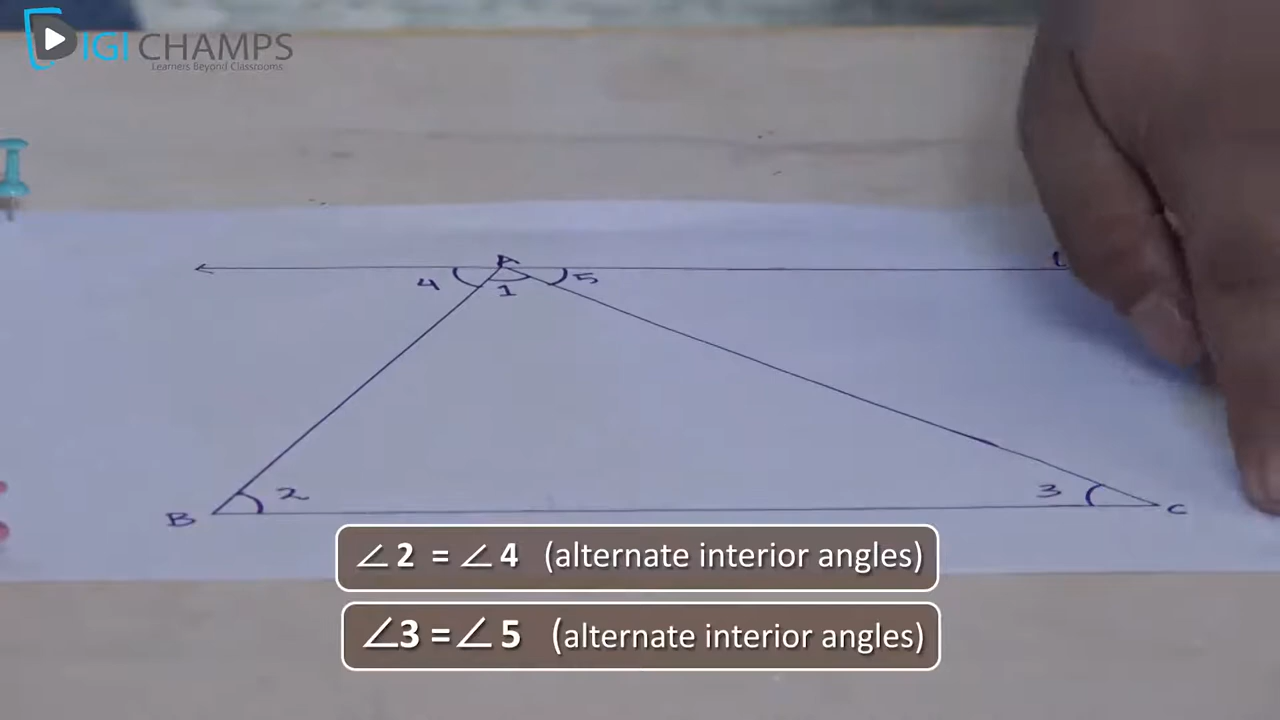 DIGI CHAMPS
Learners Beyond Classrooms
A
4
1
5
B
2
3
C
∠ 2 = ∠ 4 (alternate interior angles)
∠3 = ∠ 5 (alternate interior angles)